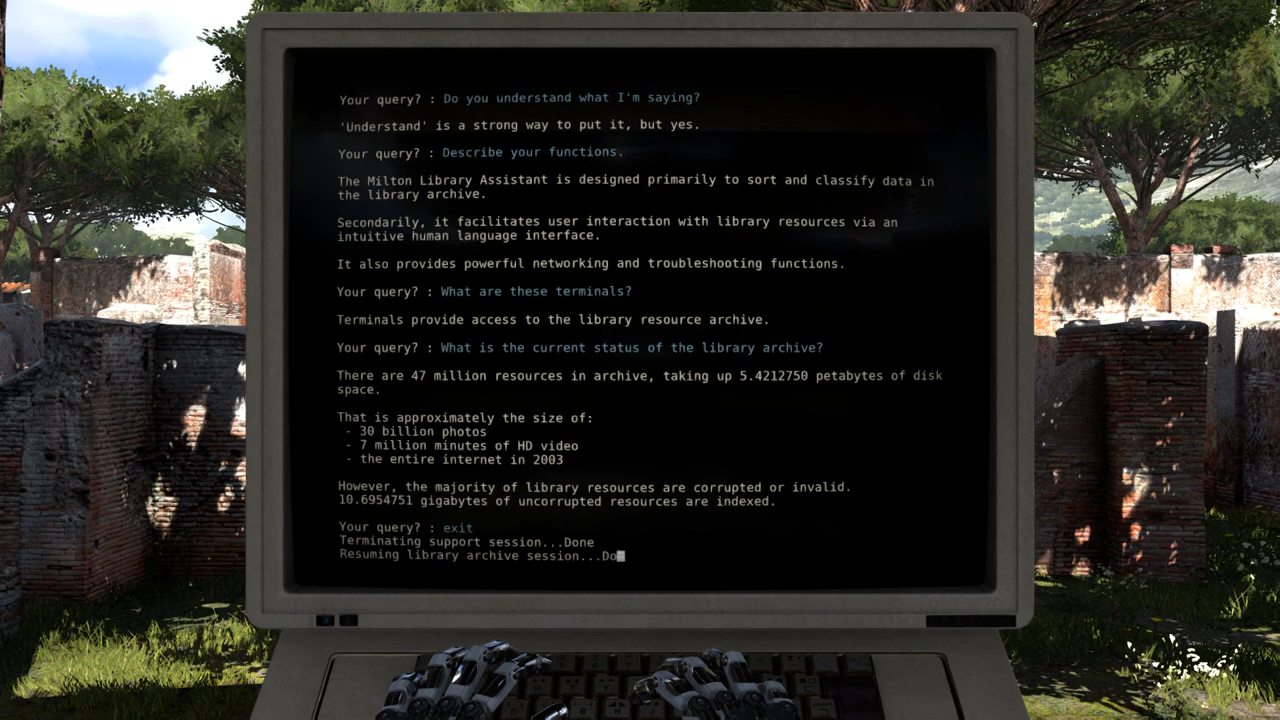 Your query? : Do you understand what I'm saying?
'Understand' is a strong way to put it, but yes.
Your query? : Describe your functions.
The Milton Library Assistant is designed primarily to sort and classify data in
the library archive.
Secondarily, it facilitates user interaction with library resources via an
intuitive human language interface.
It also provides powerful networking and troubleshooting functions.
Your query? : What are these terminals?
Terminals provide access to the library resource archive.
Your query? : What is the current status of the library archive?
There are 47 million resources in archive, taking up 5.4212750 petabytes of disk
space.
That is approximately the size of:
- 30 billion photos
- 7 million minutes of HD video
- the entire internet in 2003
However, the majority of library resources are corrupted or invalid.
10.6954751 gigabytes of uncorrupted resources are indexed.
Your query? : exit
Terminating support session...Done
Resuming library archive session...Do